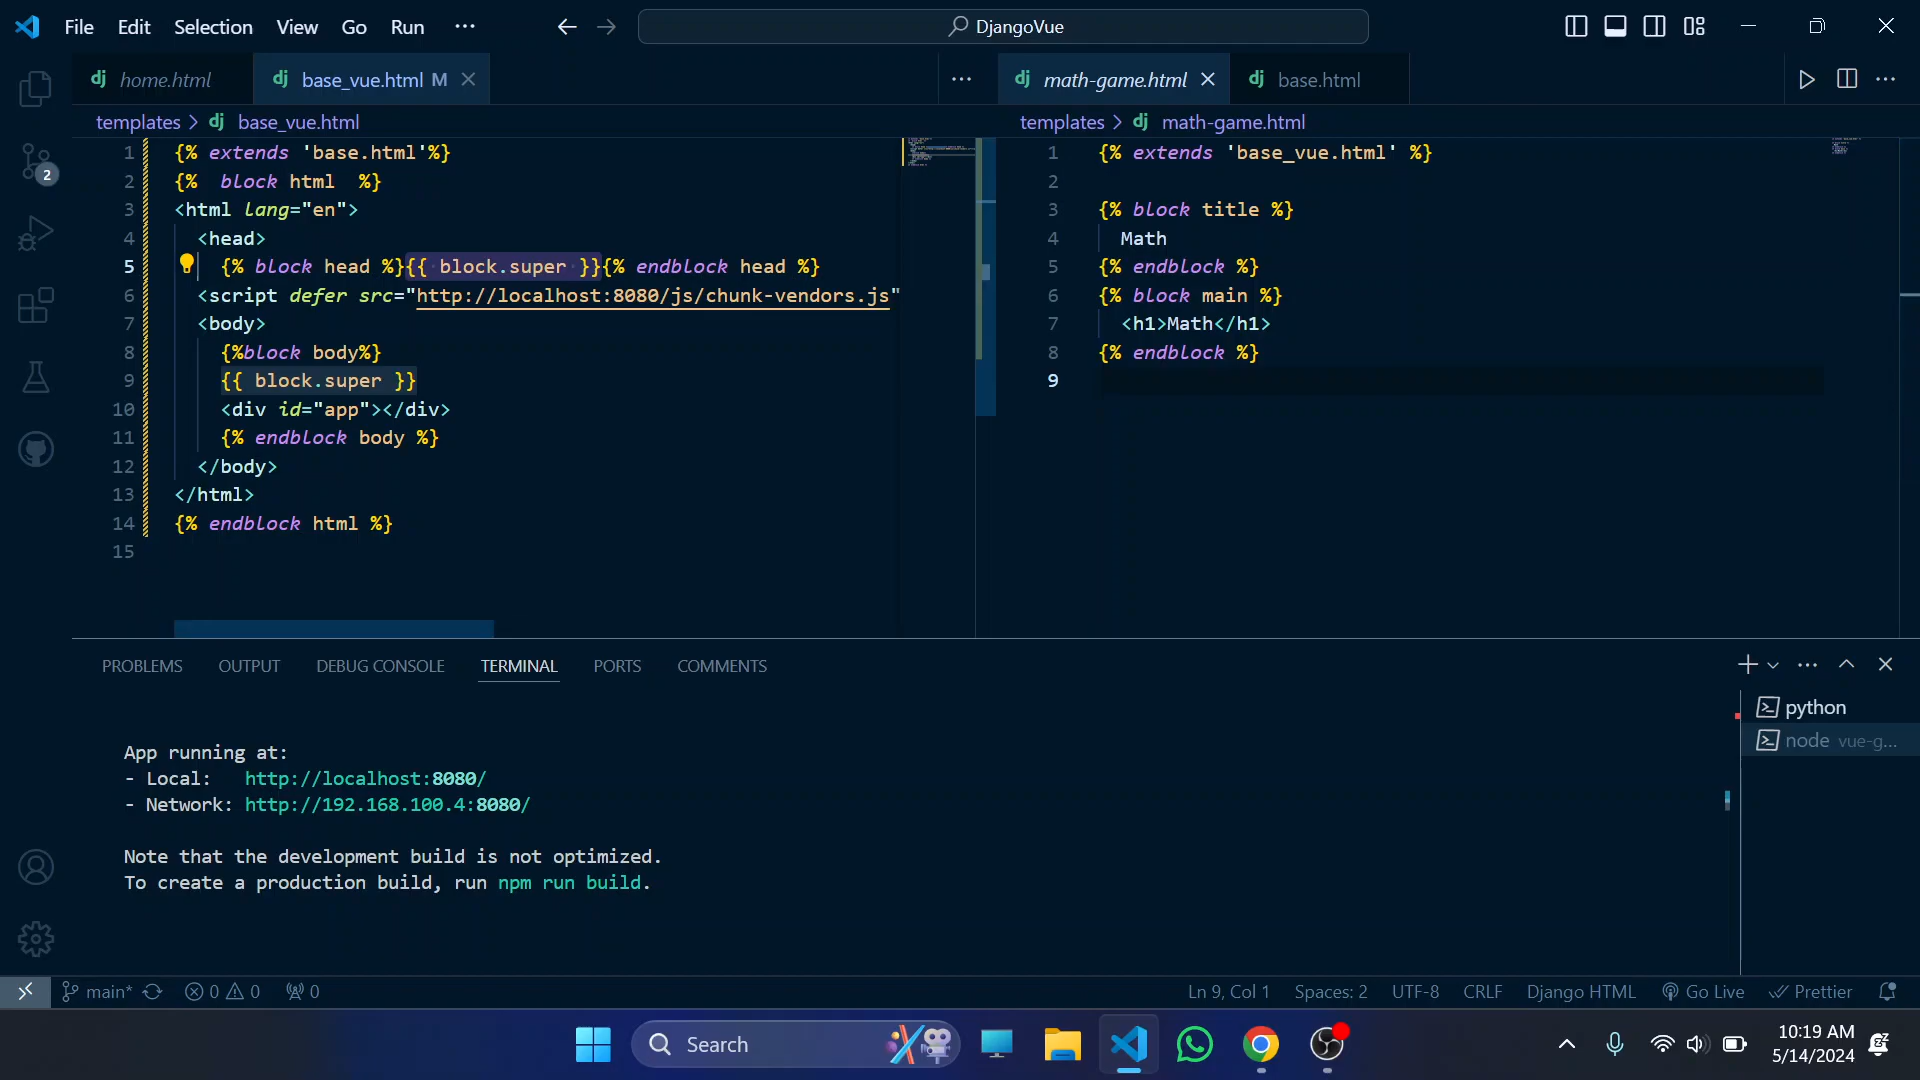 File Edit Selection View Go Run ··· DjangoVue
home.html base_vue.html M math-game.html base.html
templates > base_vue.html
1 {% extends 'base.html'%}
2 {%  block html  %}
3 <html lang="en">
4 <head>
5 {% block head %}{{ block.super }}{% endblock head %}
6 <script defer src="http://localhost:8080/js/chunk-vendors.js"
7 <body>
8 {%block body%}
9 {{ block.super }}
10 <div id="app"></div>
11 {% endblock body %}
12 </body>
13 </html>
14 {% endblock html %}
15
templates > math-game.html
1 {% extends 'base_vue.html' %}
2
3 {% block title %}
4 Math
5 {% endblock %}
6 {% block main %}
7 <h1>Math</h1>
8 {% endblock %}
9
2
PROBLEMS OUTPUT DEBUG CONSOLE TERMINAL PORTS COMMENTS
App running at:
- Local:   http://localhost:8080/
- Network: http://192.168.100.4:8080/
Note that the development build is not optimized.
To create a production build, run npm run build.
python
node vue-g...
main* 0 0 0 Ln 9, Col 1 Spaces: 2 UTF-8 CRLF Django HTML Go Live Prettier
Search
10:19 AM
5/14/2024